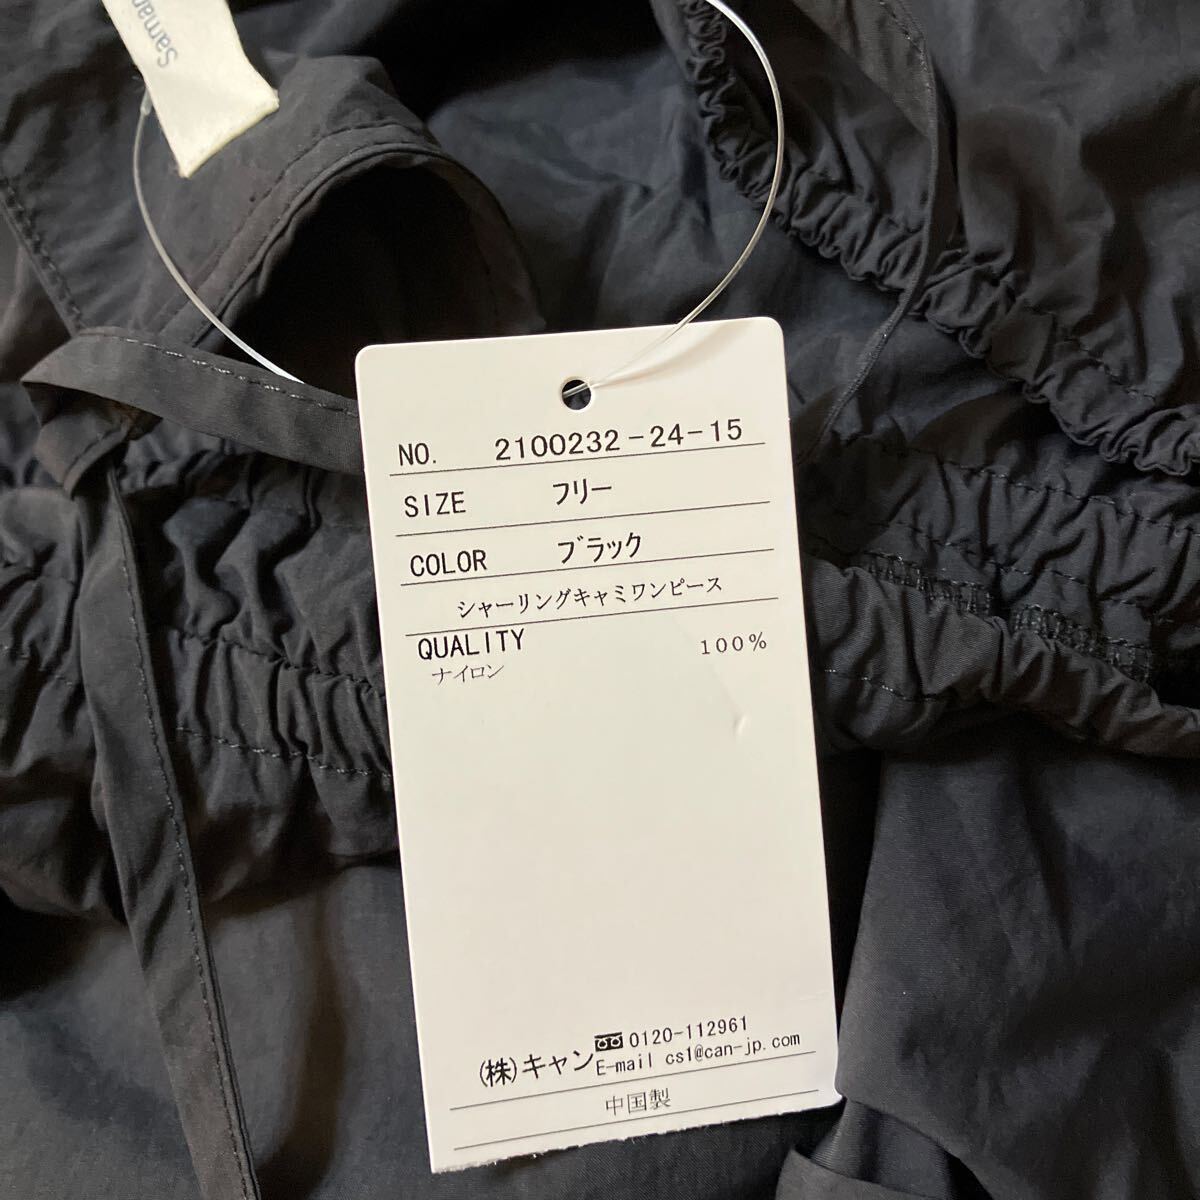 NO. 2100232-24-15
SIZE フリー
COLOR ブラック
シャーリングキャミワンピース
QUALITY
ナイロン 100%
(株)キャン 0120-112961
E-mail cs1@can-jp.com
中国製